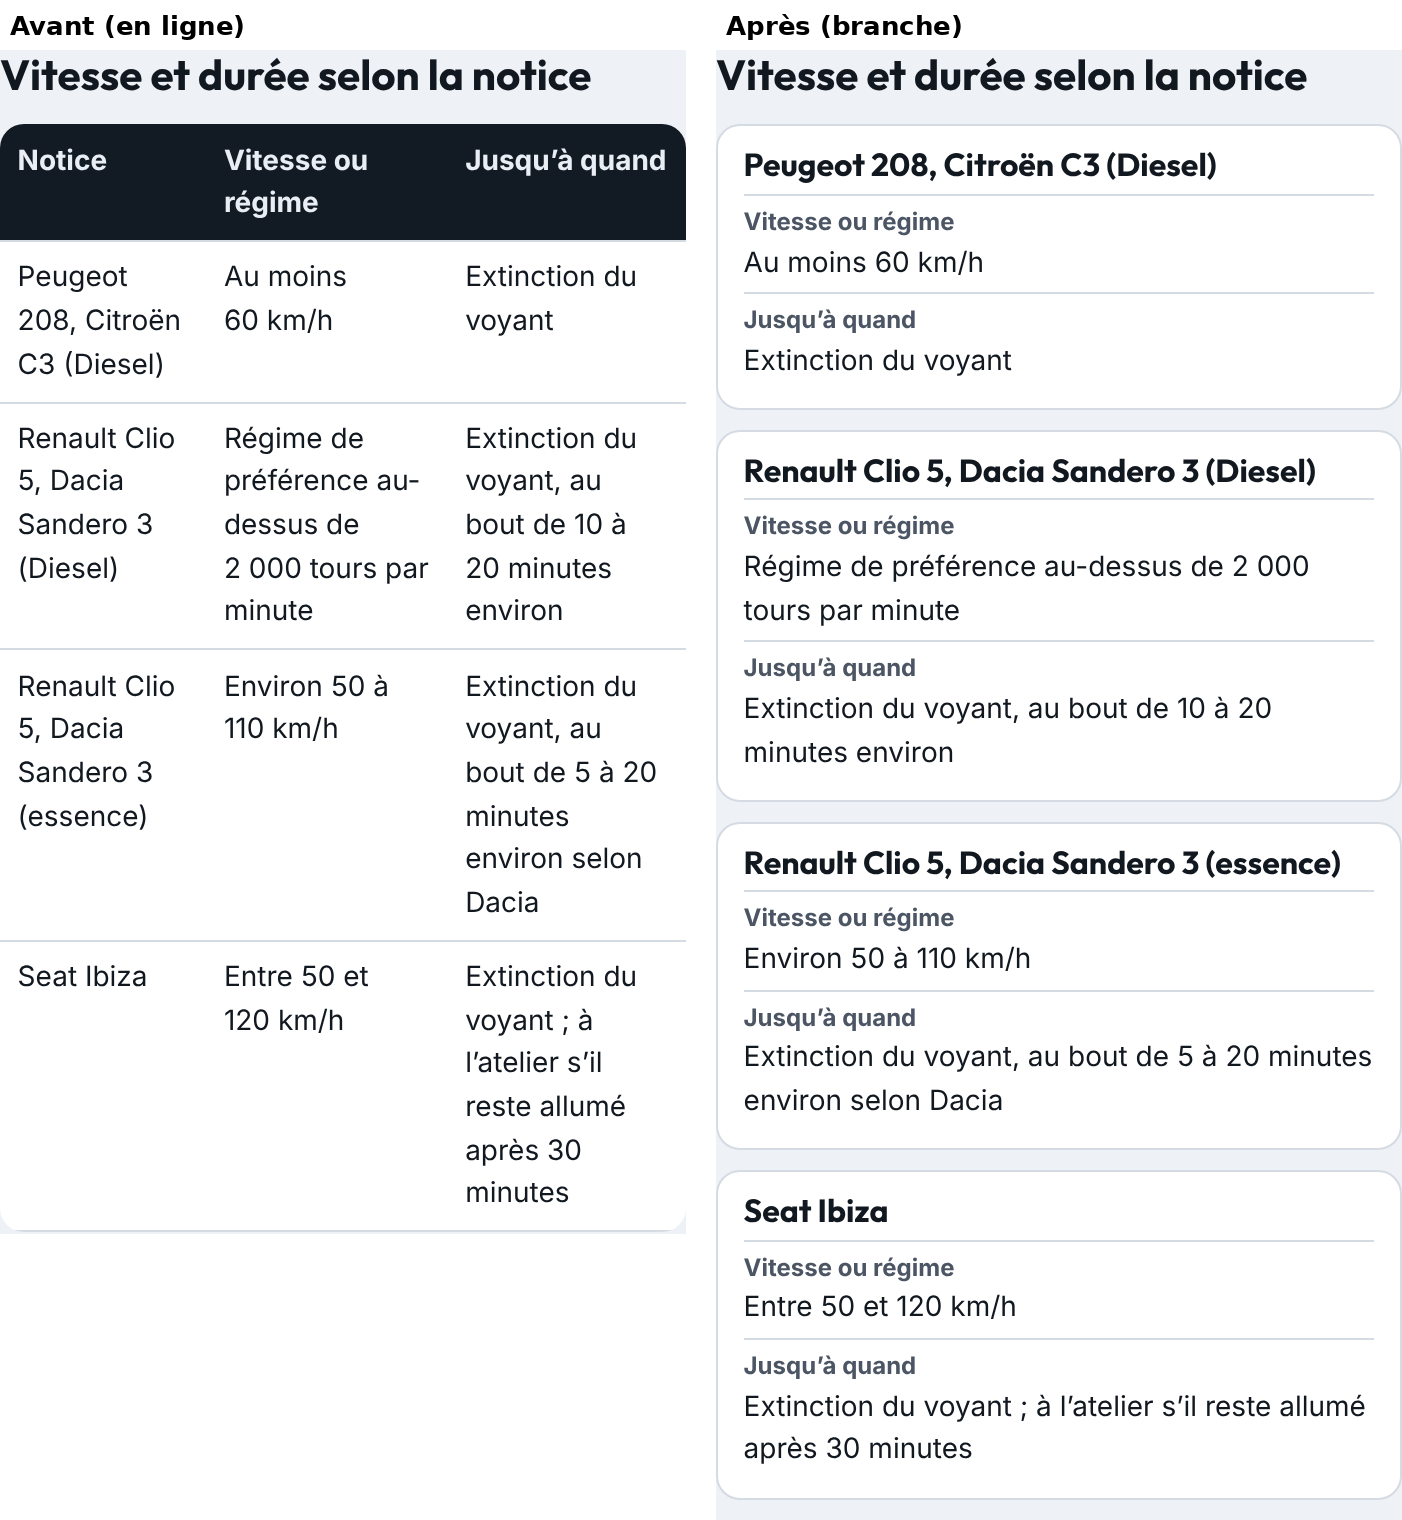 Avant (en ligne)
Vitesse et durée selon la notice
Notice
Vitesse ou
régime
Jusqu’à quand
Peugeot
208, Citroën
C3 (Diesel)
Au moins
60 km/h
Extinction du
voyant
Renault Clio
5, Dacia
Sandero 3
(Diesel)
Régime de
préférence au-
dessus de
2 000 tours par
minute
Extinction du
voyant, au
bout de 10 à
20 minutes
environ
Renault Clio
5, Dacia
Sandero 3
(essence)
Environ 50 à
110 km/h
Extinction du
voyant, au
bout de 5 à 20
minutes
environ selon
Dacia
Seat Ibiza
Entre 50 et
120 km/h
Extinction du
voyant ; à
l’atelier s’il
reste allumé
après 30
minutes
Après (branche)
Vitesse et durée selon la notice
Peugeot 208, Citroën C3 (Diesel)
Vitesse ou régime
Au moins 60 km/h
Jusqu’à quand
Extinction du voyant
Renault Clio 5, Dacia Sandero 3 (Diesel)
Vitesse ou régime
Régime de préférence au-dessus de 2 000
tours par minute
Jusqu’à quand
Extinction du voyant, au bout de 10 à 20
minutes environ
Renault Clio 5, Dacia Sandero 3 (essence)
Vitesse ou régime
Environ 50 à 110 km/h
Jusqu’à quand
Extinction du voyant, au bout de 5 à 20 minutes
environ selon Dacia
Seat Ibiza
Vitesse ou régime
Entre 50 et 120 km/h
Jusqu’à quand
Extinction du voyant ; à l’atelier s’il reste allumé
après 30 minutes